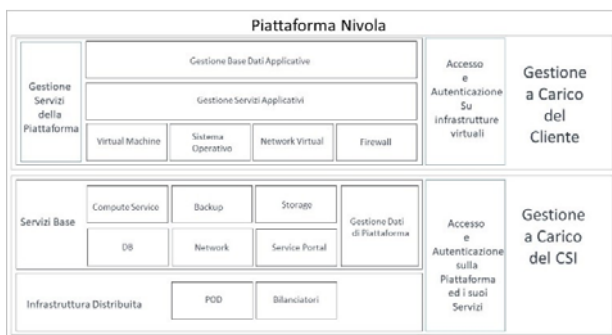 Piattaforma Nivola
Gestione
Servizi
della
Piattaforma
Gestione Base Dati Applicative
Gestione Servizi Applicativi
Virtual Machine
Sistema
Operativo
Network Virtual
Firewall
Accesso
e
Autenticazione
Su
infrastrutture
virtuali
Gestione
a Carico
del
Cliente
Servizi Base
Compute Service
Backup
Storage
DB
Network
Service Portal
Gestione Dati
di Piattaforma
Accesso
e
Autenticazione
sulla
Piattaforma
ed i suoi
Servizi
Gestione
a Carico
del CSI
Infrastruttura Distribuita
POD
Bilanciatori